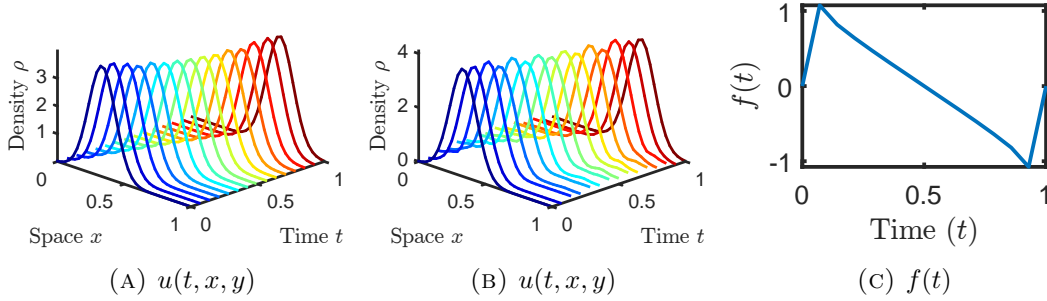 Density ρ
3
2
1
0
0
0.5
1
Space x
0
0.5
1
Time t
(A) u(t, x, y)
Density ρ
4
2
0
0
0.5
1
Space x
0
0.5
1
Time t
(B) u(t, x, y)
f(t)
1
0
-1
0
0.5
1
Time (t)
(C) f(t)